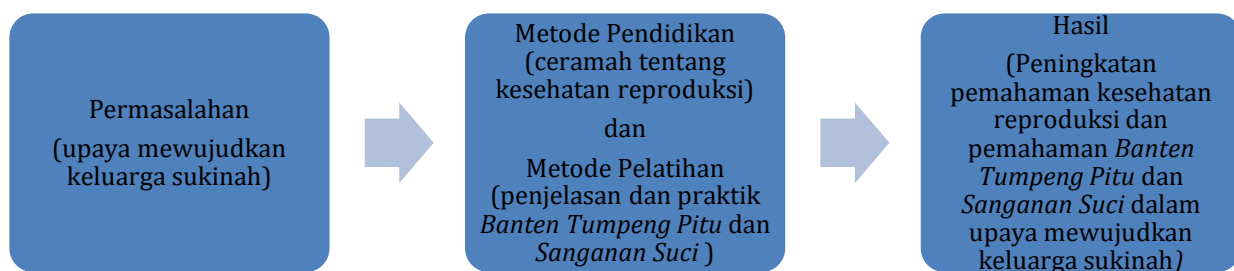 Permasalahan
(upaya mewujudkan
keluarga sukinah)
Metode Pendidikan
(ceramah tentang
kesehatan reproduksi)
dan
Metode Pelatihan
(penjelasan dan praktik
Banten Tumpeng Pitu dan
Sanganan Suci )
Hasil
(Peningkatan
pemahaman kesehatan
reproduksi dan
pemahaman Banten
Tumpeng Pitu dan
Sanganan Suci dalam
upaya mewujudkan
keluarga sukinah)